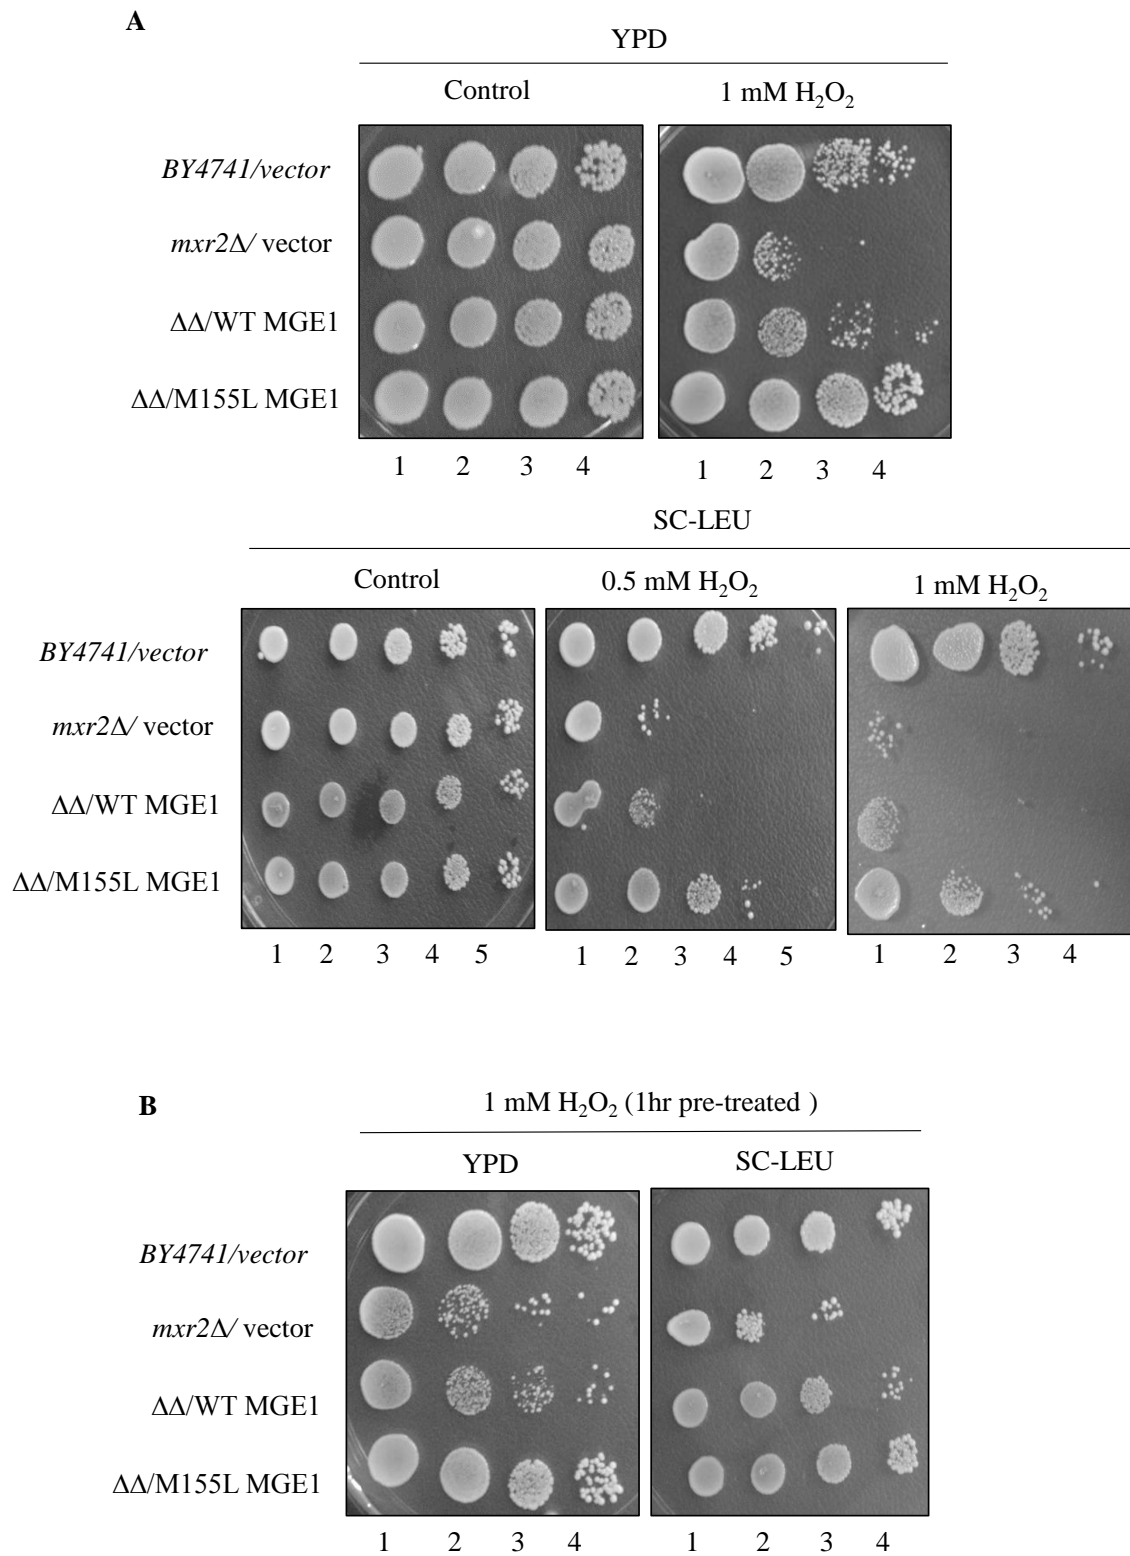 A
YPD
Control 1 mM H₂O₂
BY4741/vector
mxr2Δ/ vector
ΔΔ/WT MGE1
ΔΔ/M155L MGE1
1 2 3 4 1 2 3 4
SC-LEU
Control 0.5 mM H₂O₂ 1 mM H₂O₂
BY4741/vector
mxr2Δ/ vector
ΔΔ/WT MGE1
ΔΔ/M155L MGE1
1 2 3 4 5 1 2 3 4 5 1 2 3 4
B
1 mM H₂O₂ (1hr pre-treated )
YPD SC-LEU
BY4741/vector
mxr2Δ/ vector
ΔΔ/WT MGE1
ΔΔ/M155L MGE1
1 2 3 4 1 2 3 4